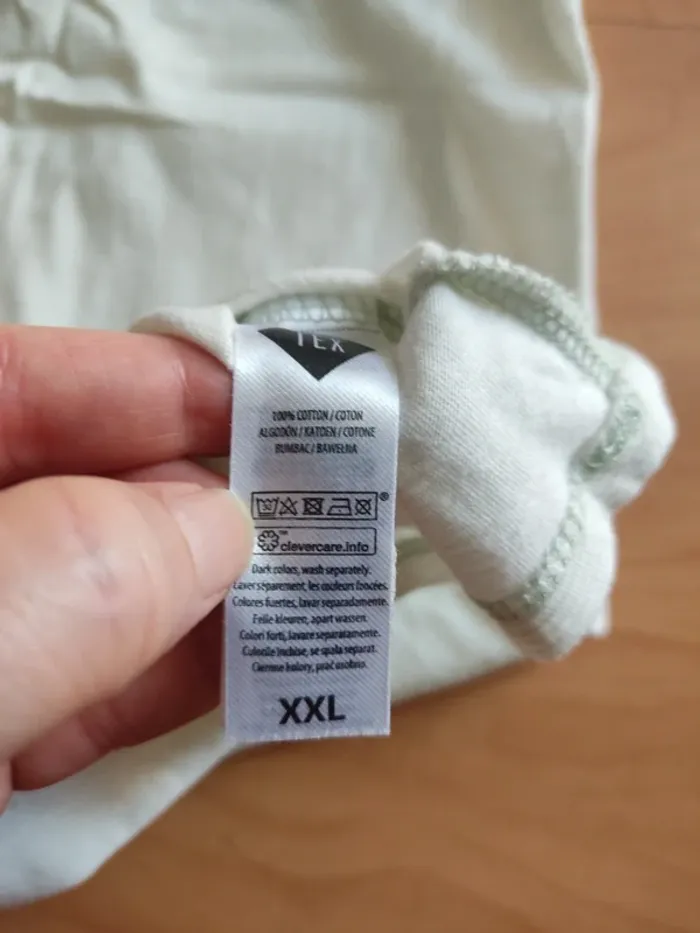 TEX
100% COTTON / COTON
ALGODÓN / KATOEN / COTONE
BUMBAC / BAWEŁNA
®
™ clevercare.info
Dark colors, wash separately.
Laver séparément, les couleurs foncées.
Colores fuertes, lavar separadamente.
Felle kleuren, apart wassen.
Colori forti, lavare separatamente.
Culorile închise, se spala separat.
Ciemne kolory, prać osobno.
XXL